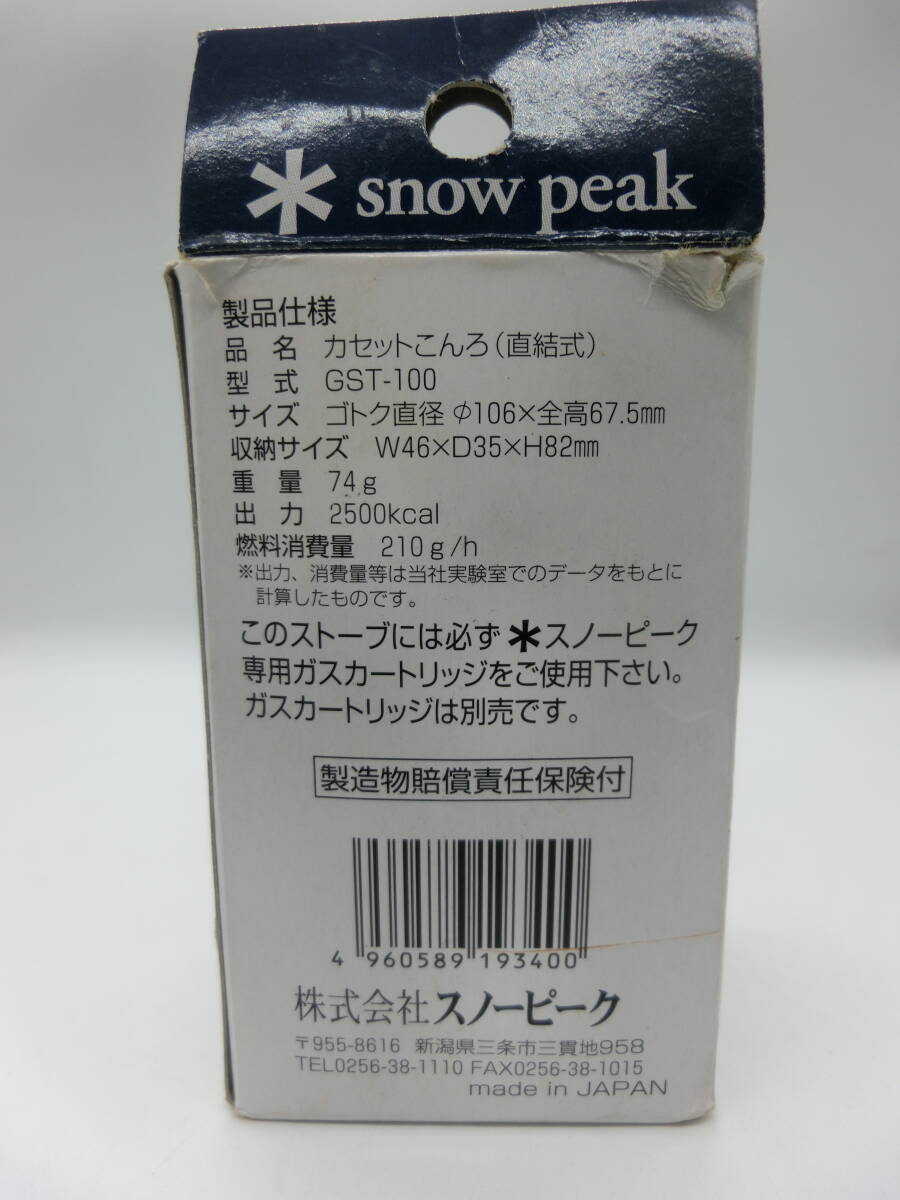 snow peak
製品仕様
品名 カセットこんろ（直結式）
型式 GST-100
サイズ ゴトク直径 φ106×全高67.5㎜
収納サイズ W46×D35×H82㎜
重量 74g
出力 2500kcal
燃料消費量 210g/h
※出力、消費量等は当社実験室でのデータをもとに
計算したものです。
このストーブには必ず＊スノーピーク
専用ガスカートリッジをご使用下さい。
ガスカートリッジは別売です。
製造物賠償責任保険付
4 960589 193400
株式会社スノーピーク
〒955-8616 新潟県三条市三貫地958
TEL0256-38-1110 FAX0256-38-1015
made in JAPAN